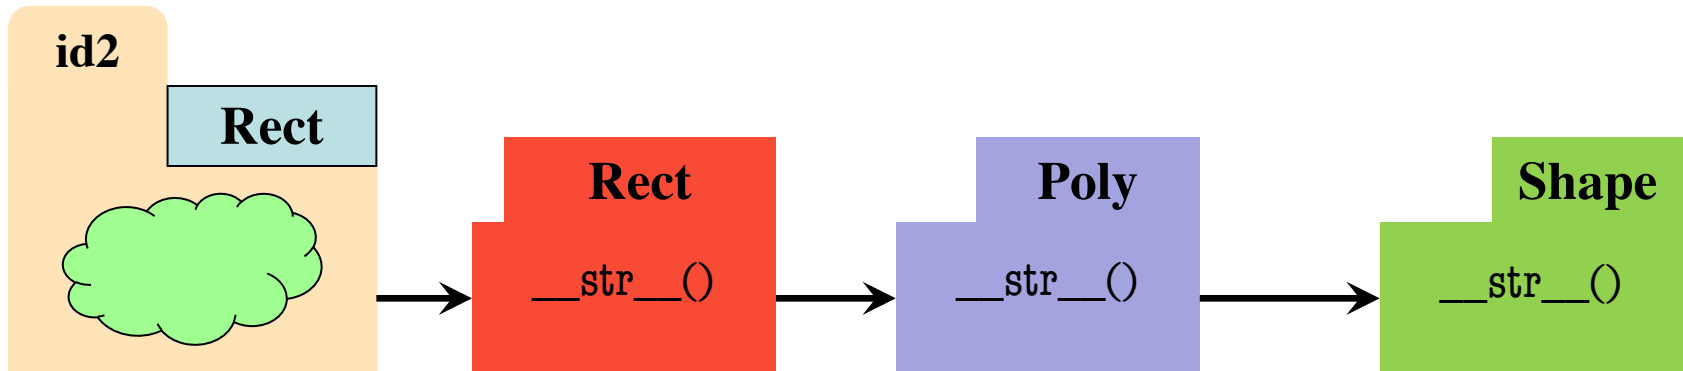 id2
Rect
Rect
__str__()
Poly
__str__()
Shape
__str__()